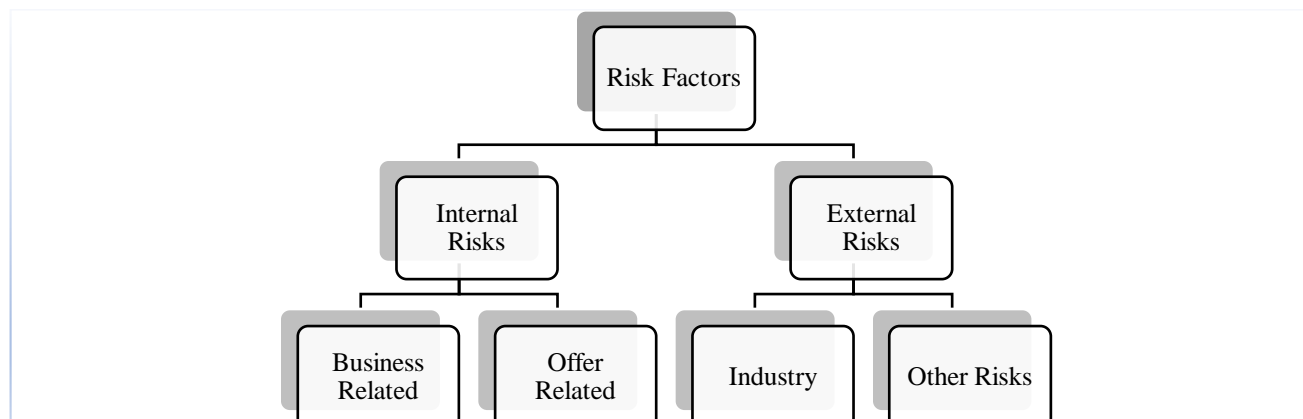 Risk Factors
Internal
Risks
External
Risks
Business
Related
Offer
Related
Industry
Other Risks